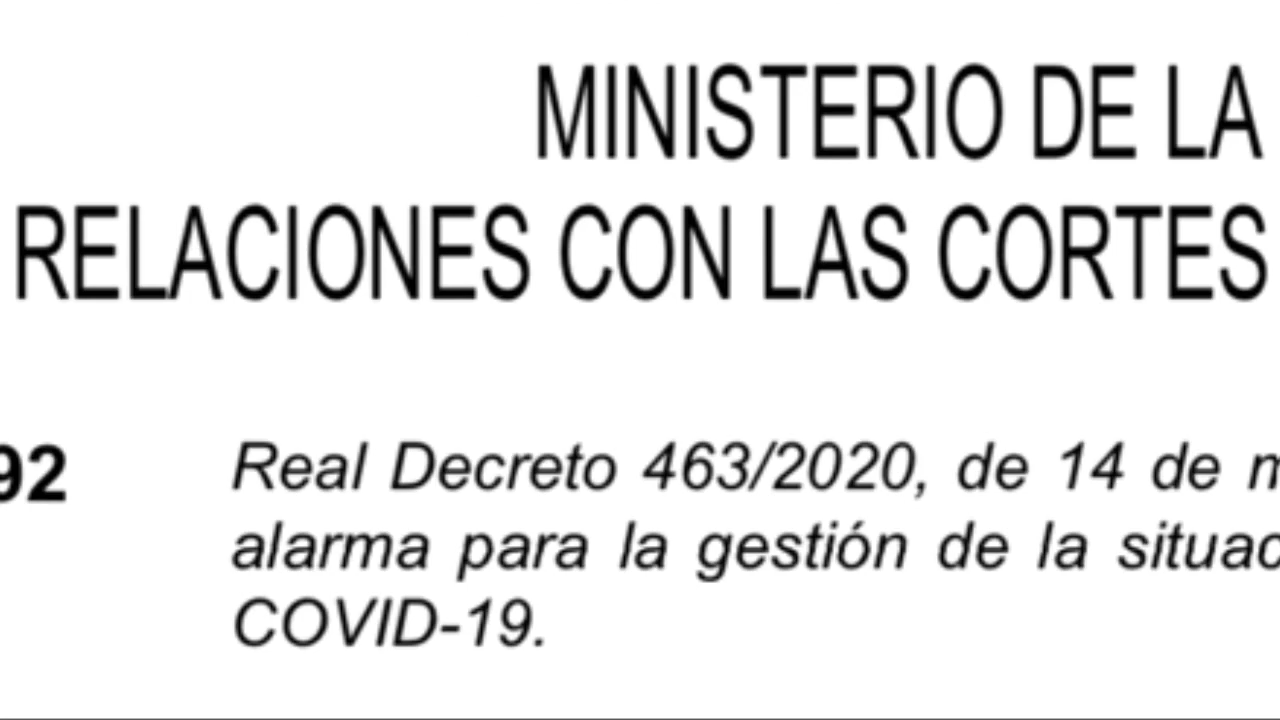 MINISTERIO DE LA
RELACIONES CON LAS CORTES
92 Real Decreto 463/2020, de 14 de
alarma para la gestión de la
COVID-19.